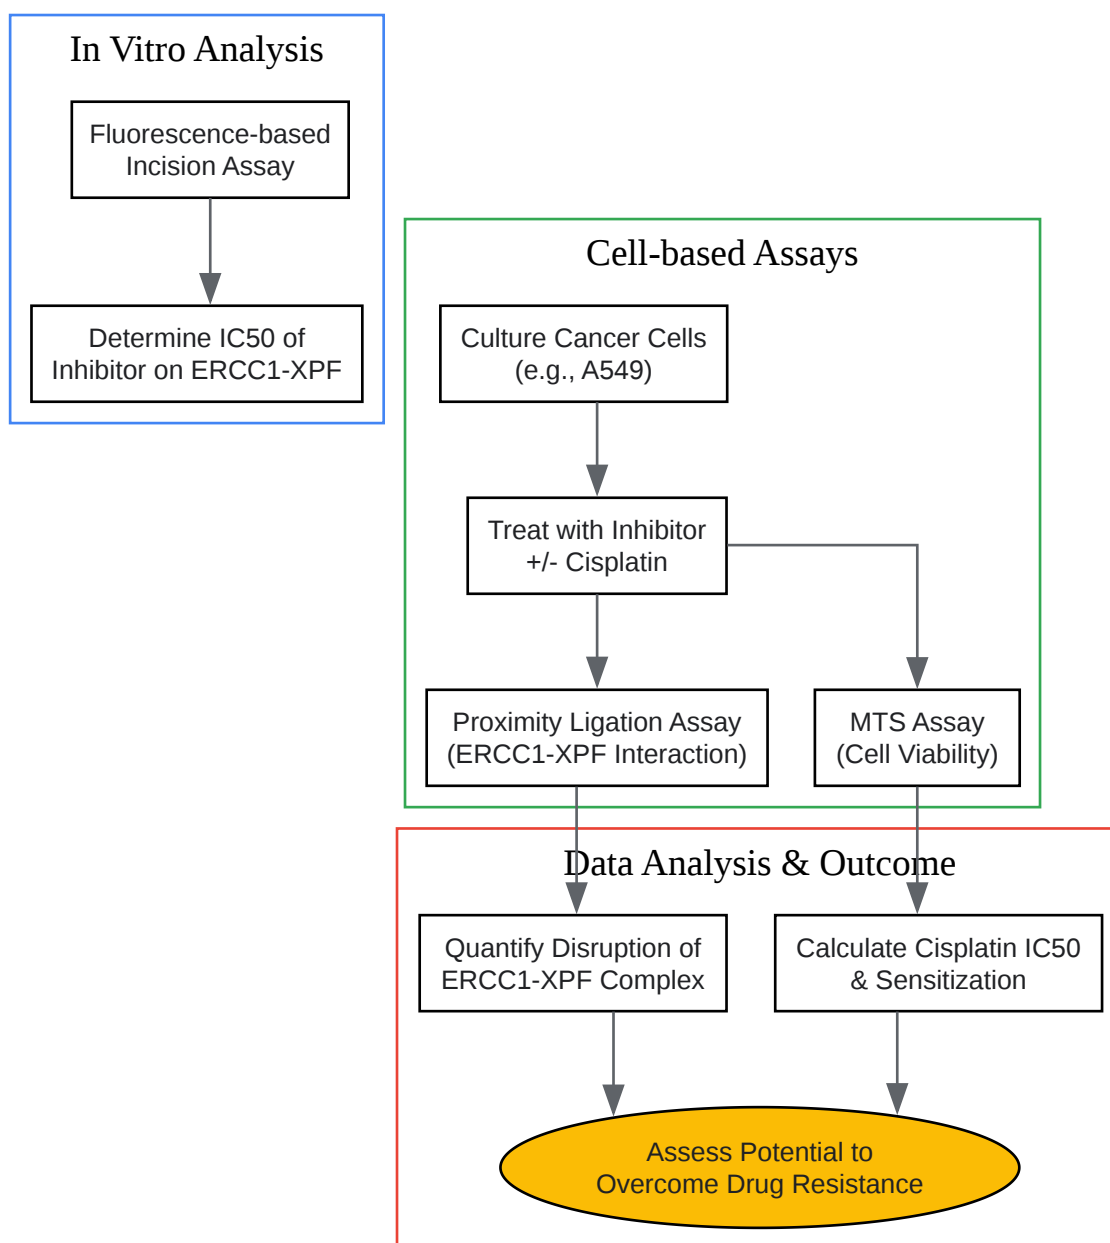 In Vitro Analysis
Fluorescence-based
Incision Assay
Determine IC50 of
Inhibitor on ERCC1-XPF
Cell-based Assays
Culture Cancer Cells
(e.g., A549)
Treat with Inhibitor
+/- Cisplatin
Proximity Ligation Assay
(ERCC1-XPF Interaction)
MTS Assay
(Cell Viability)
Data Analysis & Outcome
Quantify Disruption of
ERCC1-XPF Complex
Calculate Cisplatin IC50
& Sensitization
Assess Potential to
Overcome Drug Resistance